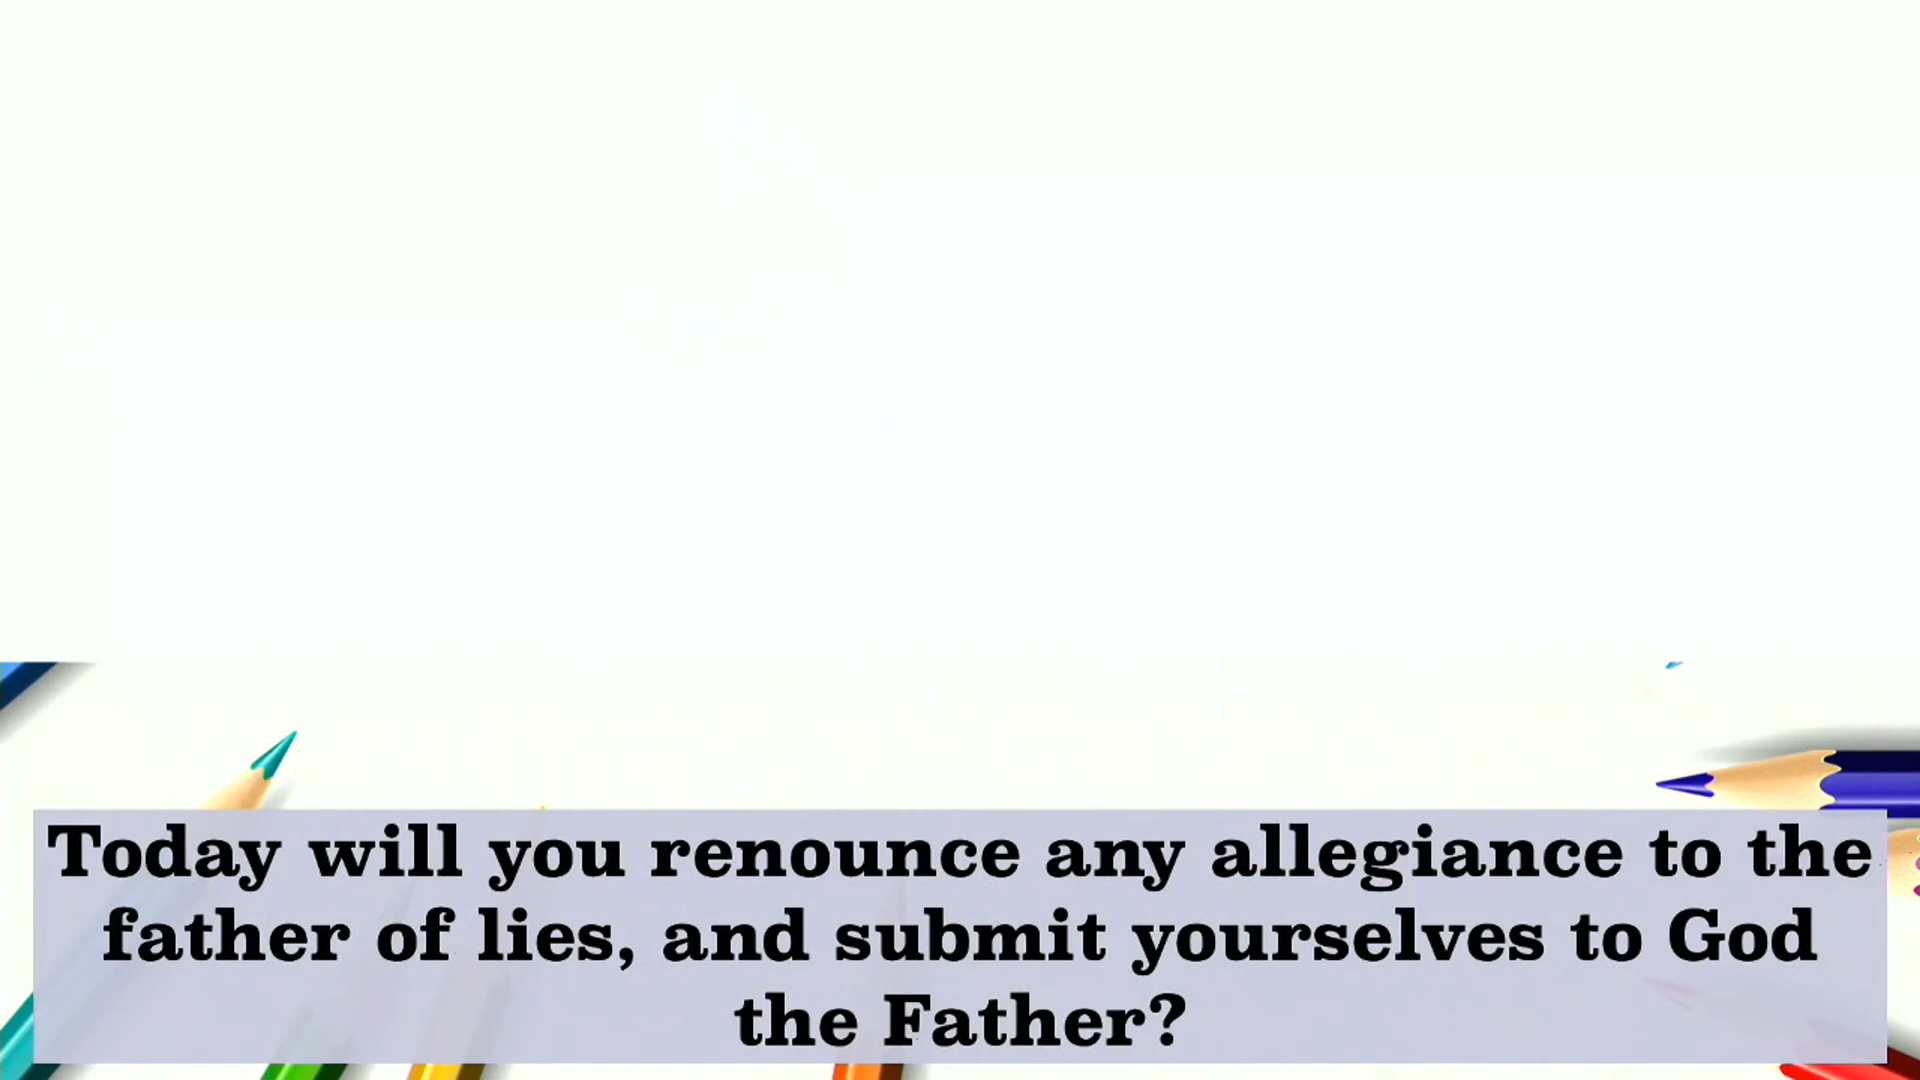 Today will you renounce any allegiance to the
father of lies, and submit yourselves to God
the Father?